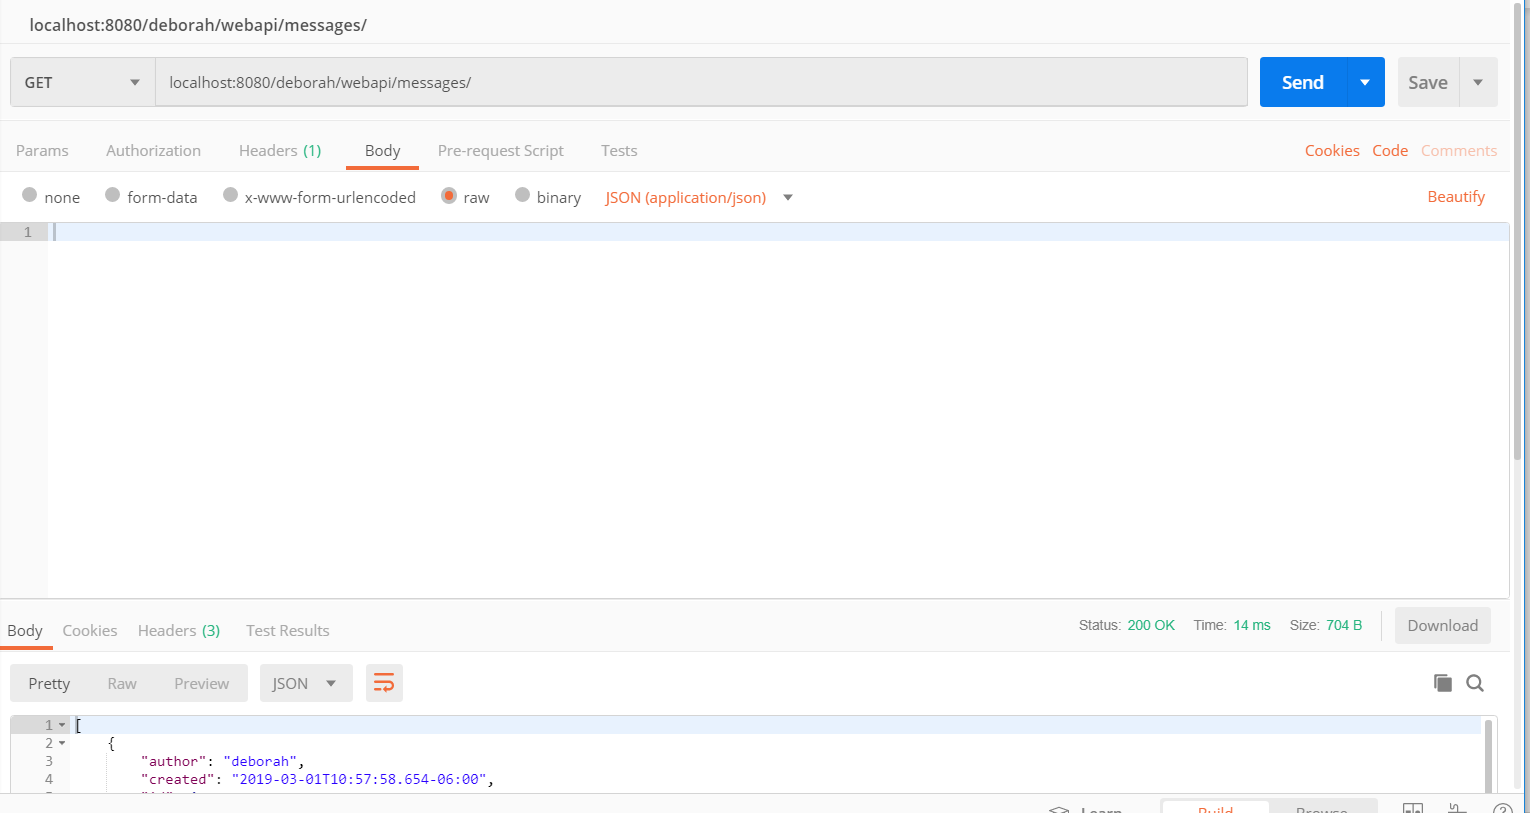 localhost:8080/deborah/webapi/messages/
GET localhost:8080/deborah/webapi/messages/ Send Save
Params Authorization Headers (1) Body Pre-request Script Tests Cookies Code Comments
none form-data x-www-form-urlencoded raw binary JSON (application/json) Beautify
1
Body Cookies Headers (3) Test Results Status: 200 OK Time: 14 ms Size: 704 B Download
Pretty Raw Preview JSON
1 [
2 {
3 "author": "deborah",
4 "created": "2019-03-01T10:57:58.654-06:00",
Learn Build Browse